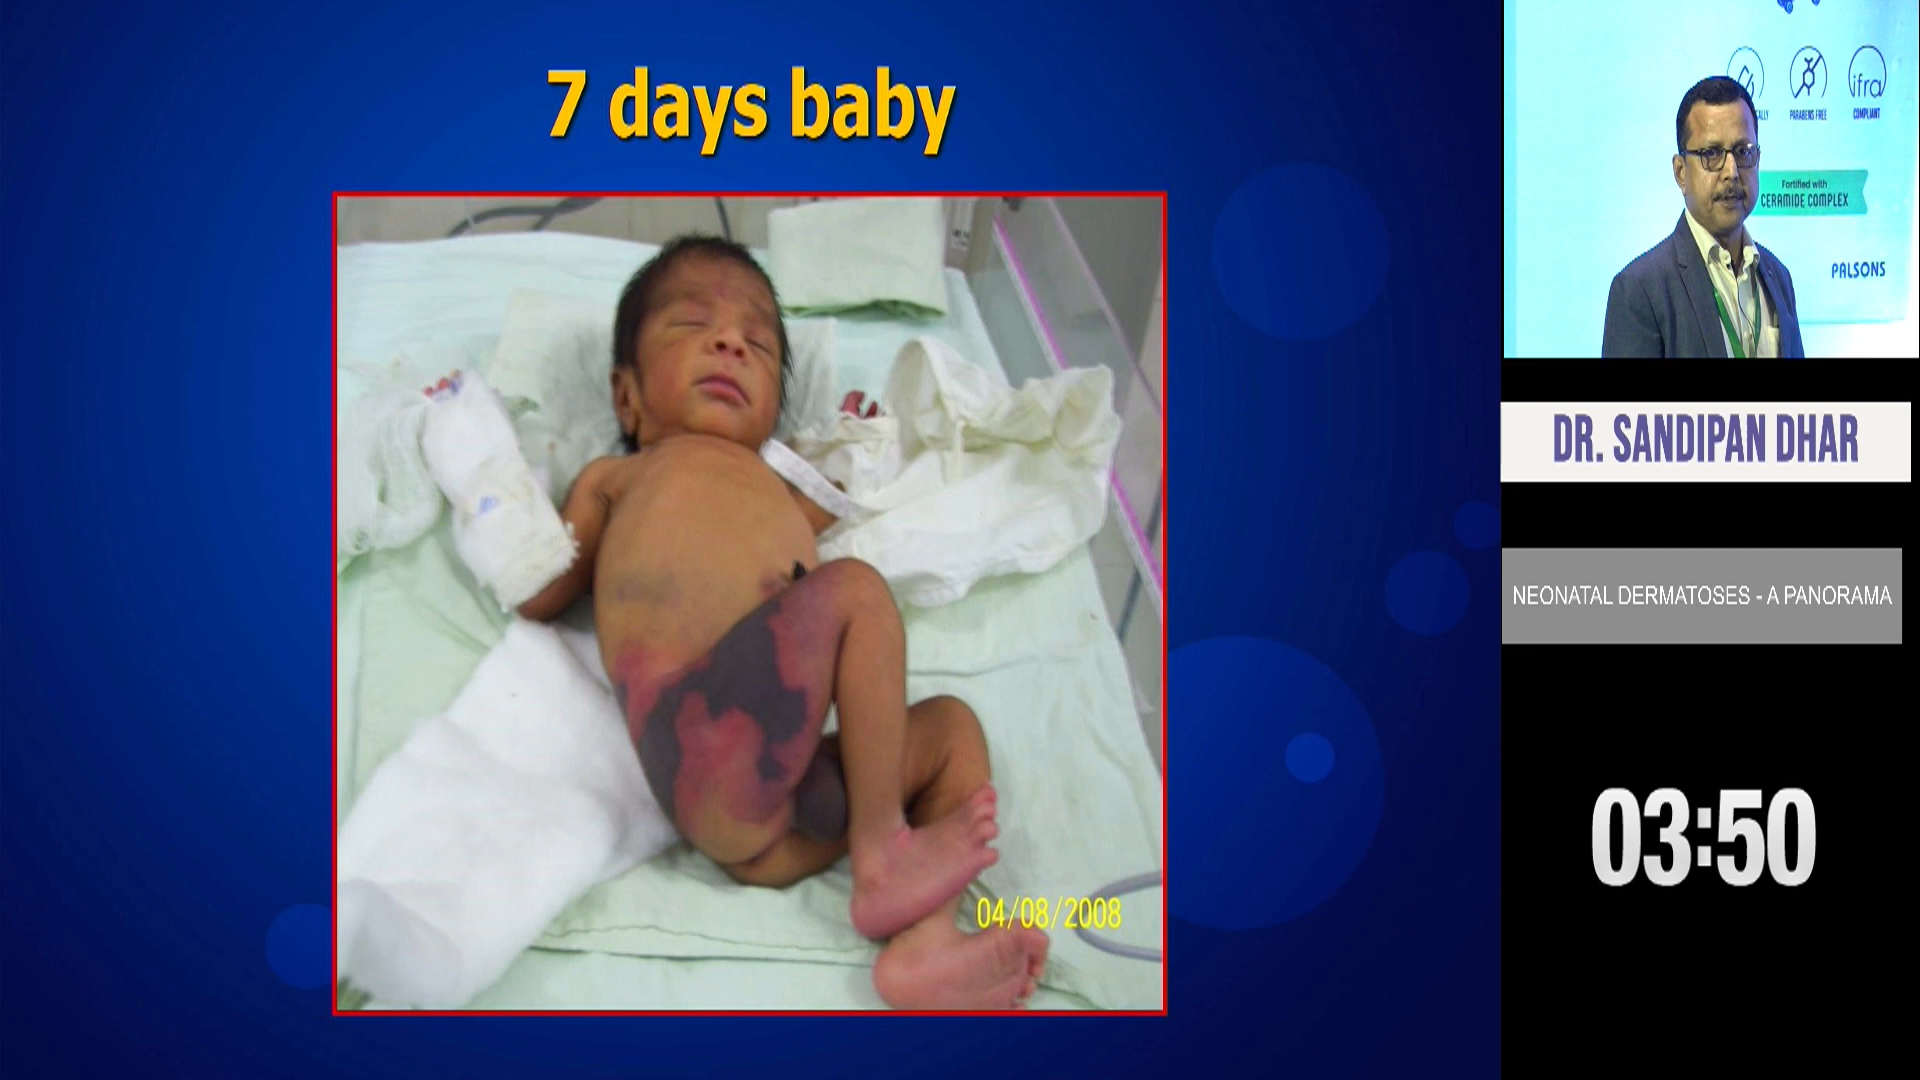 7 days baby
04/08/2008
PARABENS FREE
ifra
COMPLIANT
Fortified with
CERAMIDE COMPLEX
PALSONS
DR. SANDIPAN DHAR
NEONATAL DERMATOSES - A PANORAMA
03:50